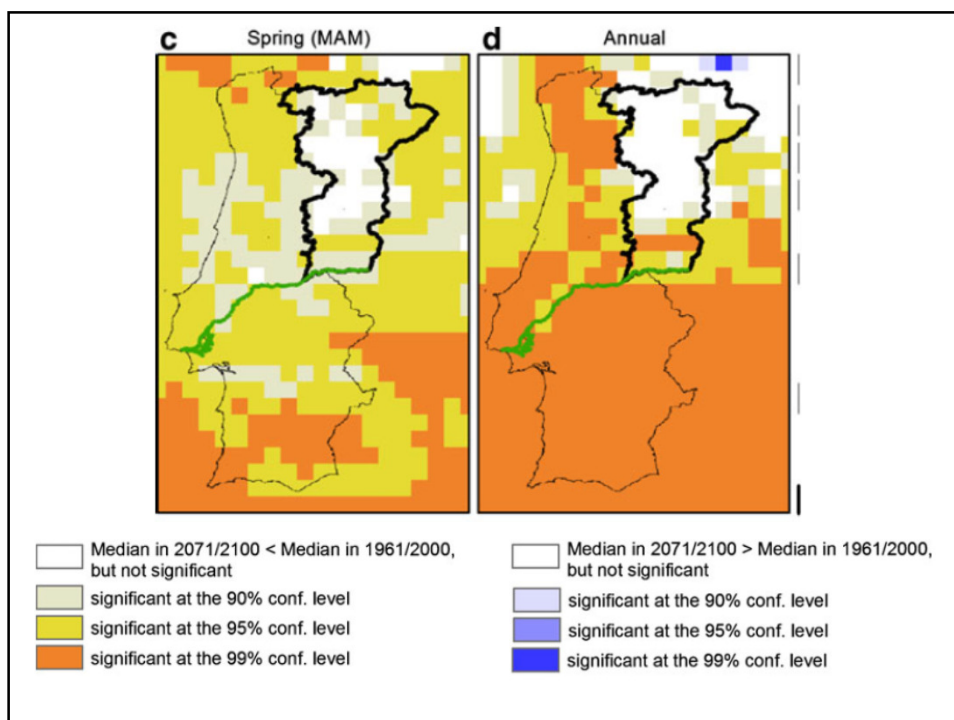 c Spring (MAM)
d Annual
Median in 2071/2100 < Median in 1961/2000,
but not significant
significant at the 90% conf. level
significant at the 95% conf. level
significant at the 99% conf. level
Median in 2071/2100 > Median in 1961/2000,
but not significant
significant at the 90% conf. level
significant at the 95% conf. level
significant at the 99% conf. level